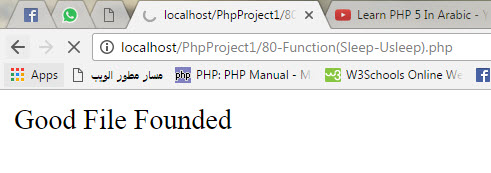 localhost/PhpProject1/80
Learn PHP 5 In Arabic -
localhost/PhpProject1/80-Function(Sleep-Usleep).php
Apps مسار مطور الويب php PHP: PHP Manual - M W3Schools Online We
Good File Founded